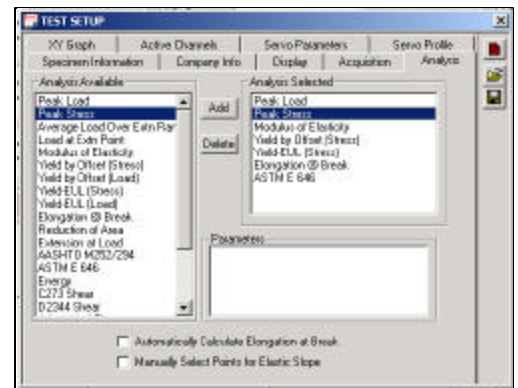 TEST SETUP
XY Graph
Active Channels
Servo Parameters
Servo Profile
Specimen Information
Company Info
Display
Acquisition
Analysis
Analysis Available
Peak Load
Peak Stress
Average Load Over Extn Ran
Load at Extn Point
Modulus of Elasticity
Yield by Offset (Stress)
Yield by Offset (Load)
Yield-EUL (Stress)
Yield-EUL (Load)
Elongation @ Break
Reduction of Area
Extension at Load
AASHTO M252/294
ASTM E 646
Energy
C273 Shear
D2344 Shear
Add
Delete
Analysis Selected
Peak Load
Peak Stress
Modulus of Elasticity
Yield by Offset (Stress)
Yield-EUL (Stress)
Elongation @ Break
ASTM E 646
Parameters
Automatically Calculate Elongation at Break
Manually Select Points for Elastic Slope